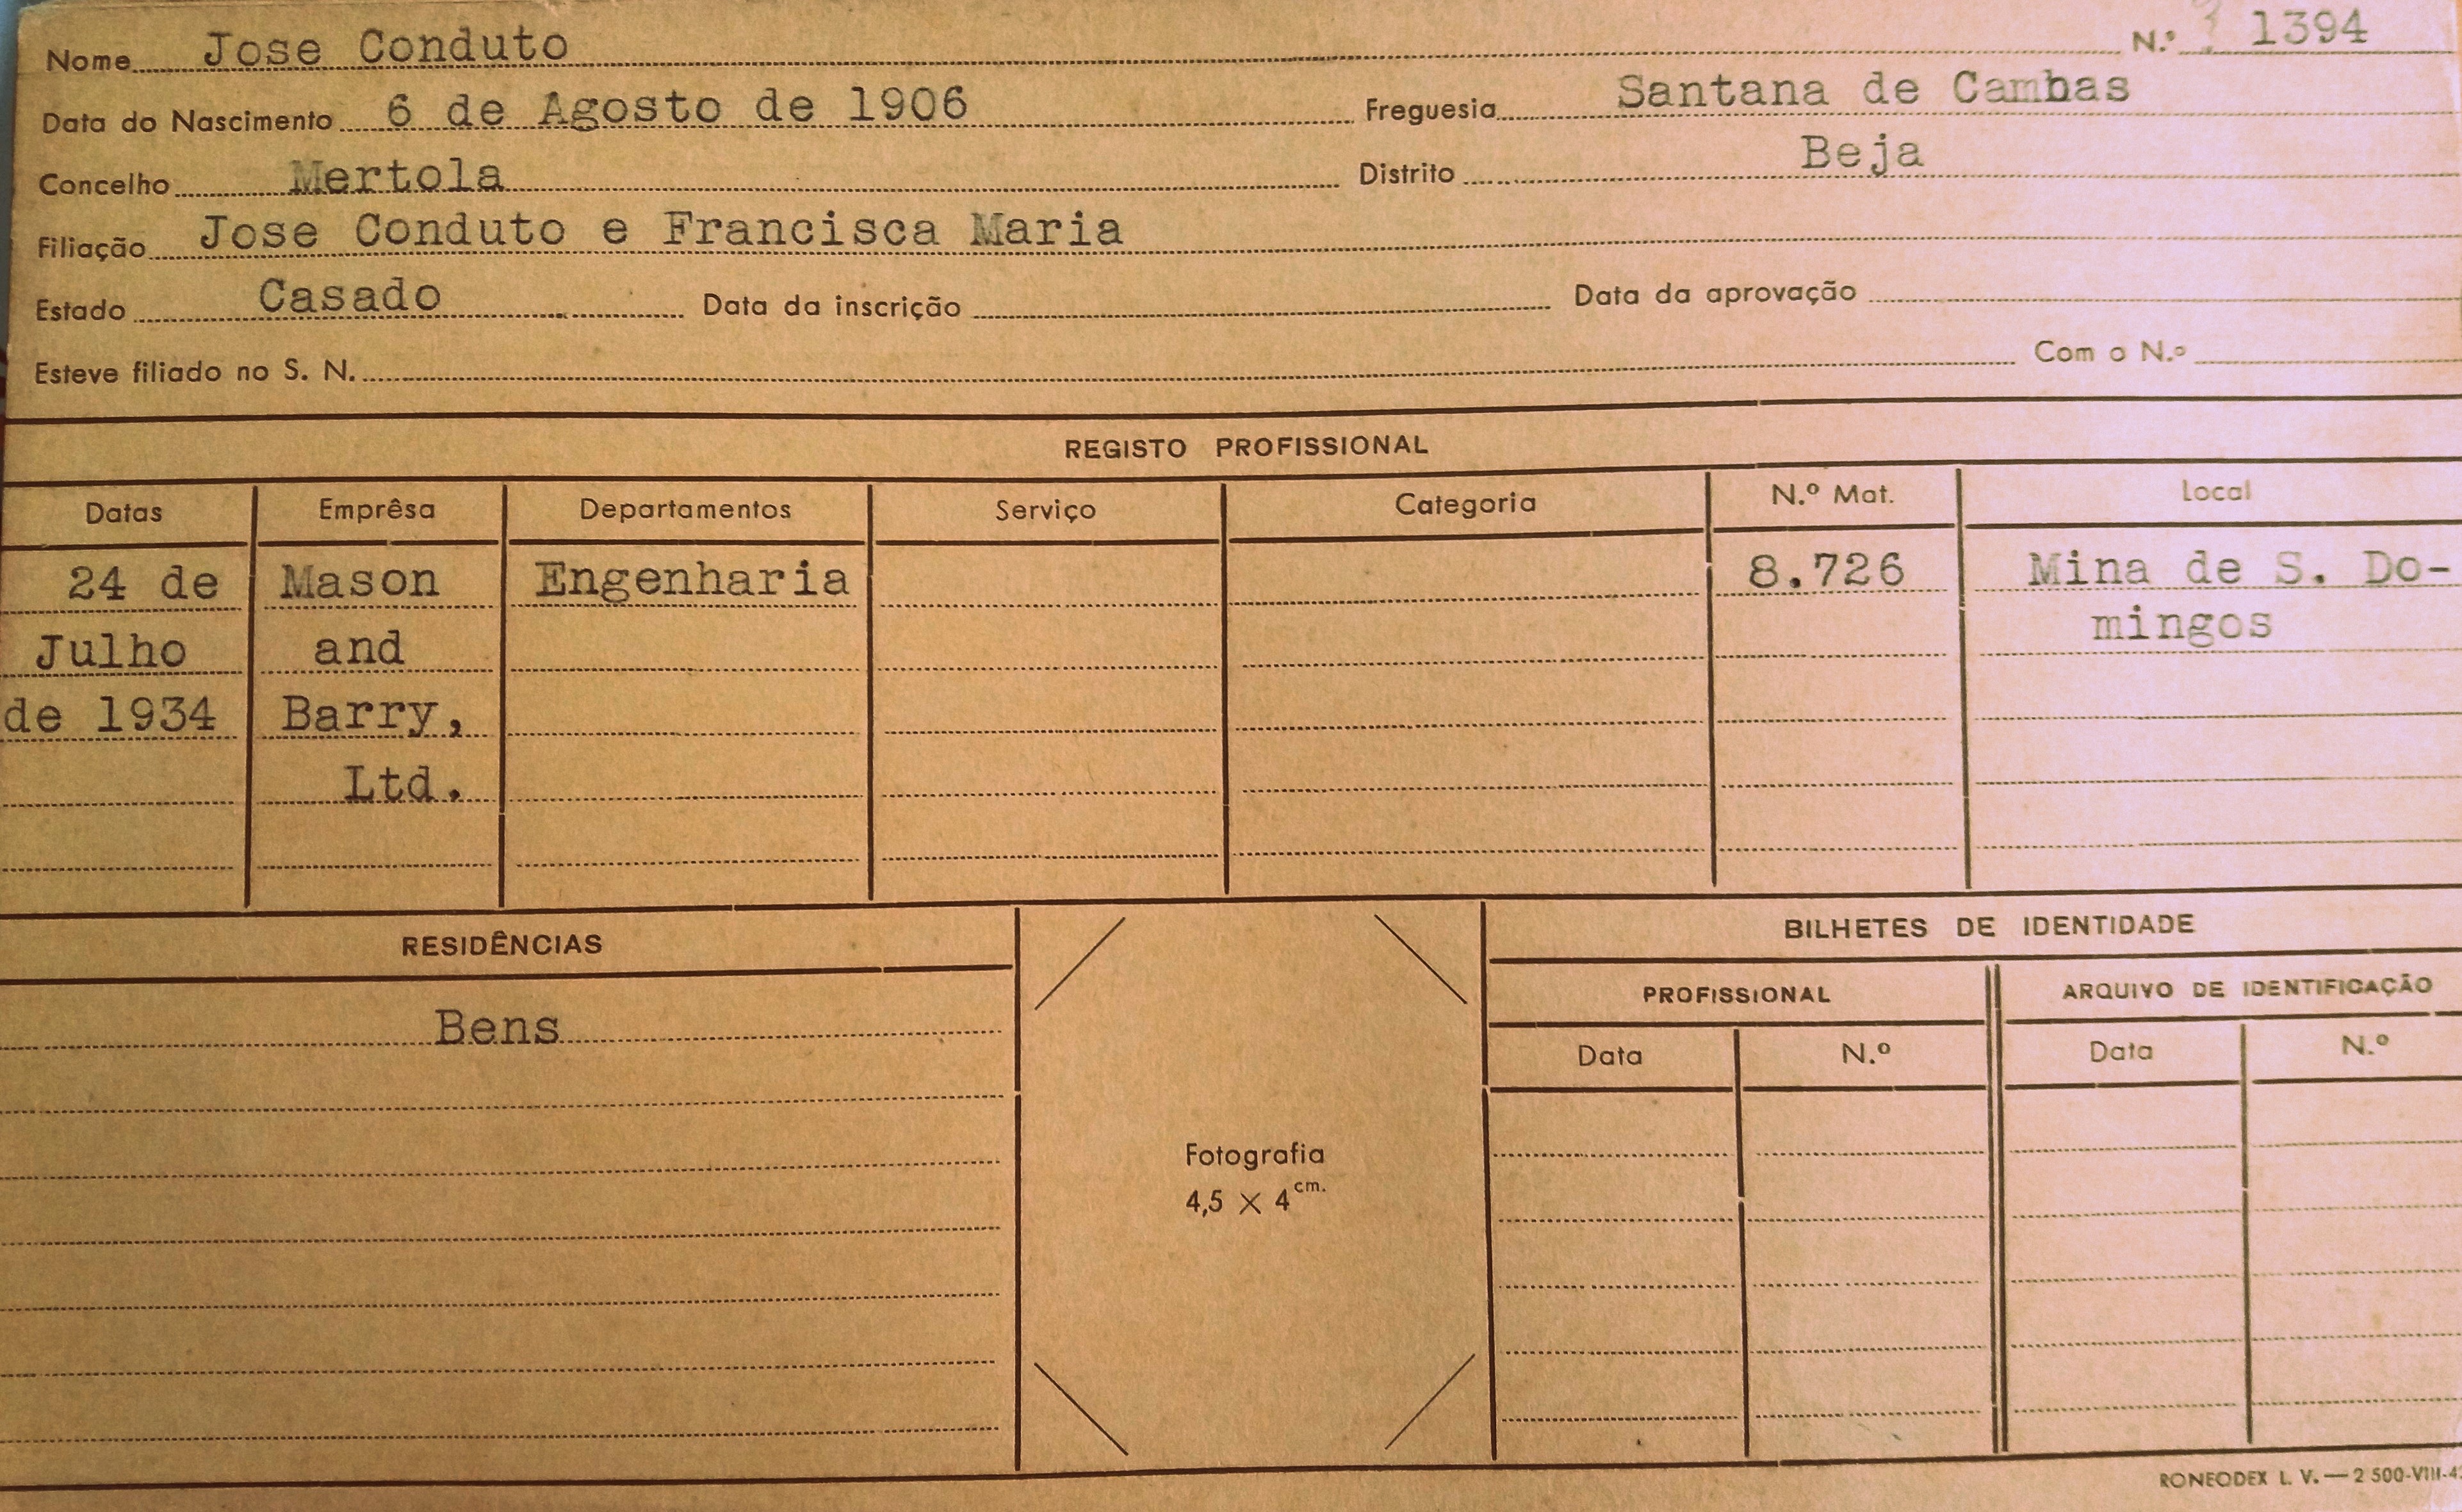 Nome Jose Conduto N.º 1394
Data do Nascimento 6 de Agosto de 1906 Freguesia Santana de Cambas
Concelho Mertola Distrito Beja
Filiação Jose Conduto e Francisca Maria
Estado Casado Data da inscrição Data da aprovação
Esteve filiado no S. N. Com o N.º
REGISTO PROFISSIONAL
Datas Emprêsa Departamentos Serviço Categoria N.º Mat. Local
24 de Mason Engenharia 8.726 Mina de S. Do-
Julho and mingos
de 1934 Barry,
Ltd.
RESIDÊNCIAS
BILHETES DE IDENTIDADE
PROFISSIONAL ARQUIVO DE IDENTIFICAÇÃO
Data N.º Data N.º
Bens
Fotografia
4,5 X 4 cm.
RONEODEX L. V. — 2 500-VIII-4